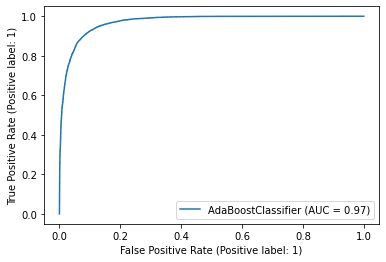 1.0
0.8
0.6
0.4
0.2
0.0
True Positive Rate (Positive label: 1)
AdaBoostClassifier (AUC = 0.97)
0.0 0.2 0.4 0.6 0.8 1.0
False Positive Rate (Positive label: 1)